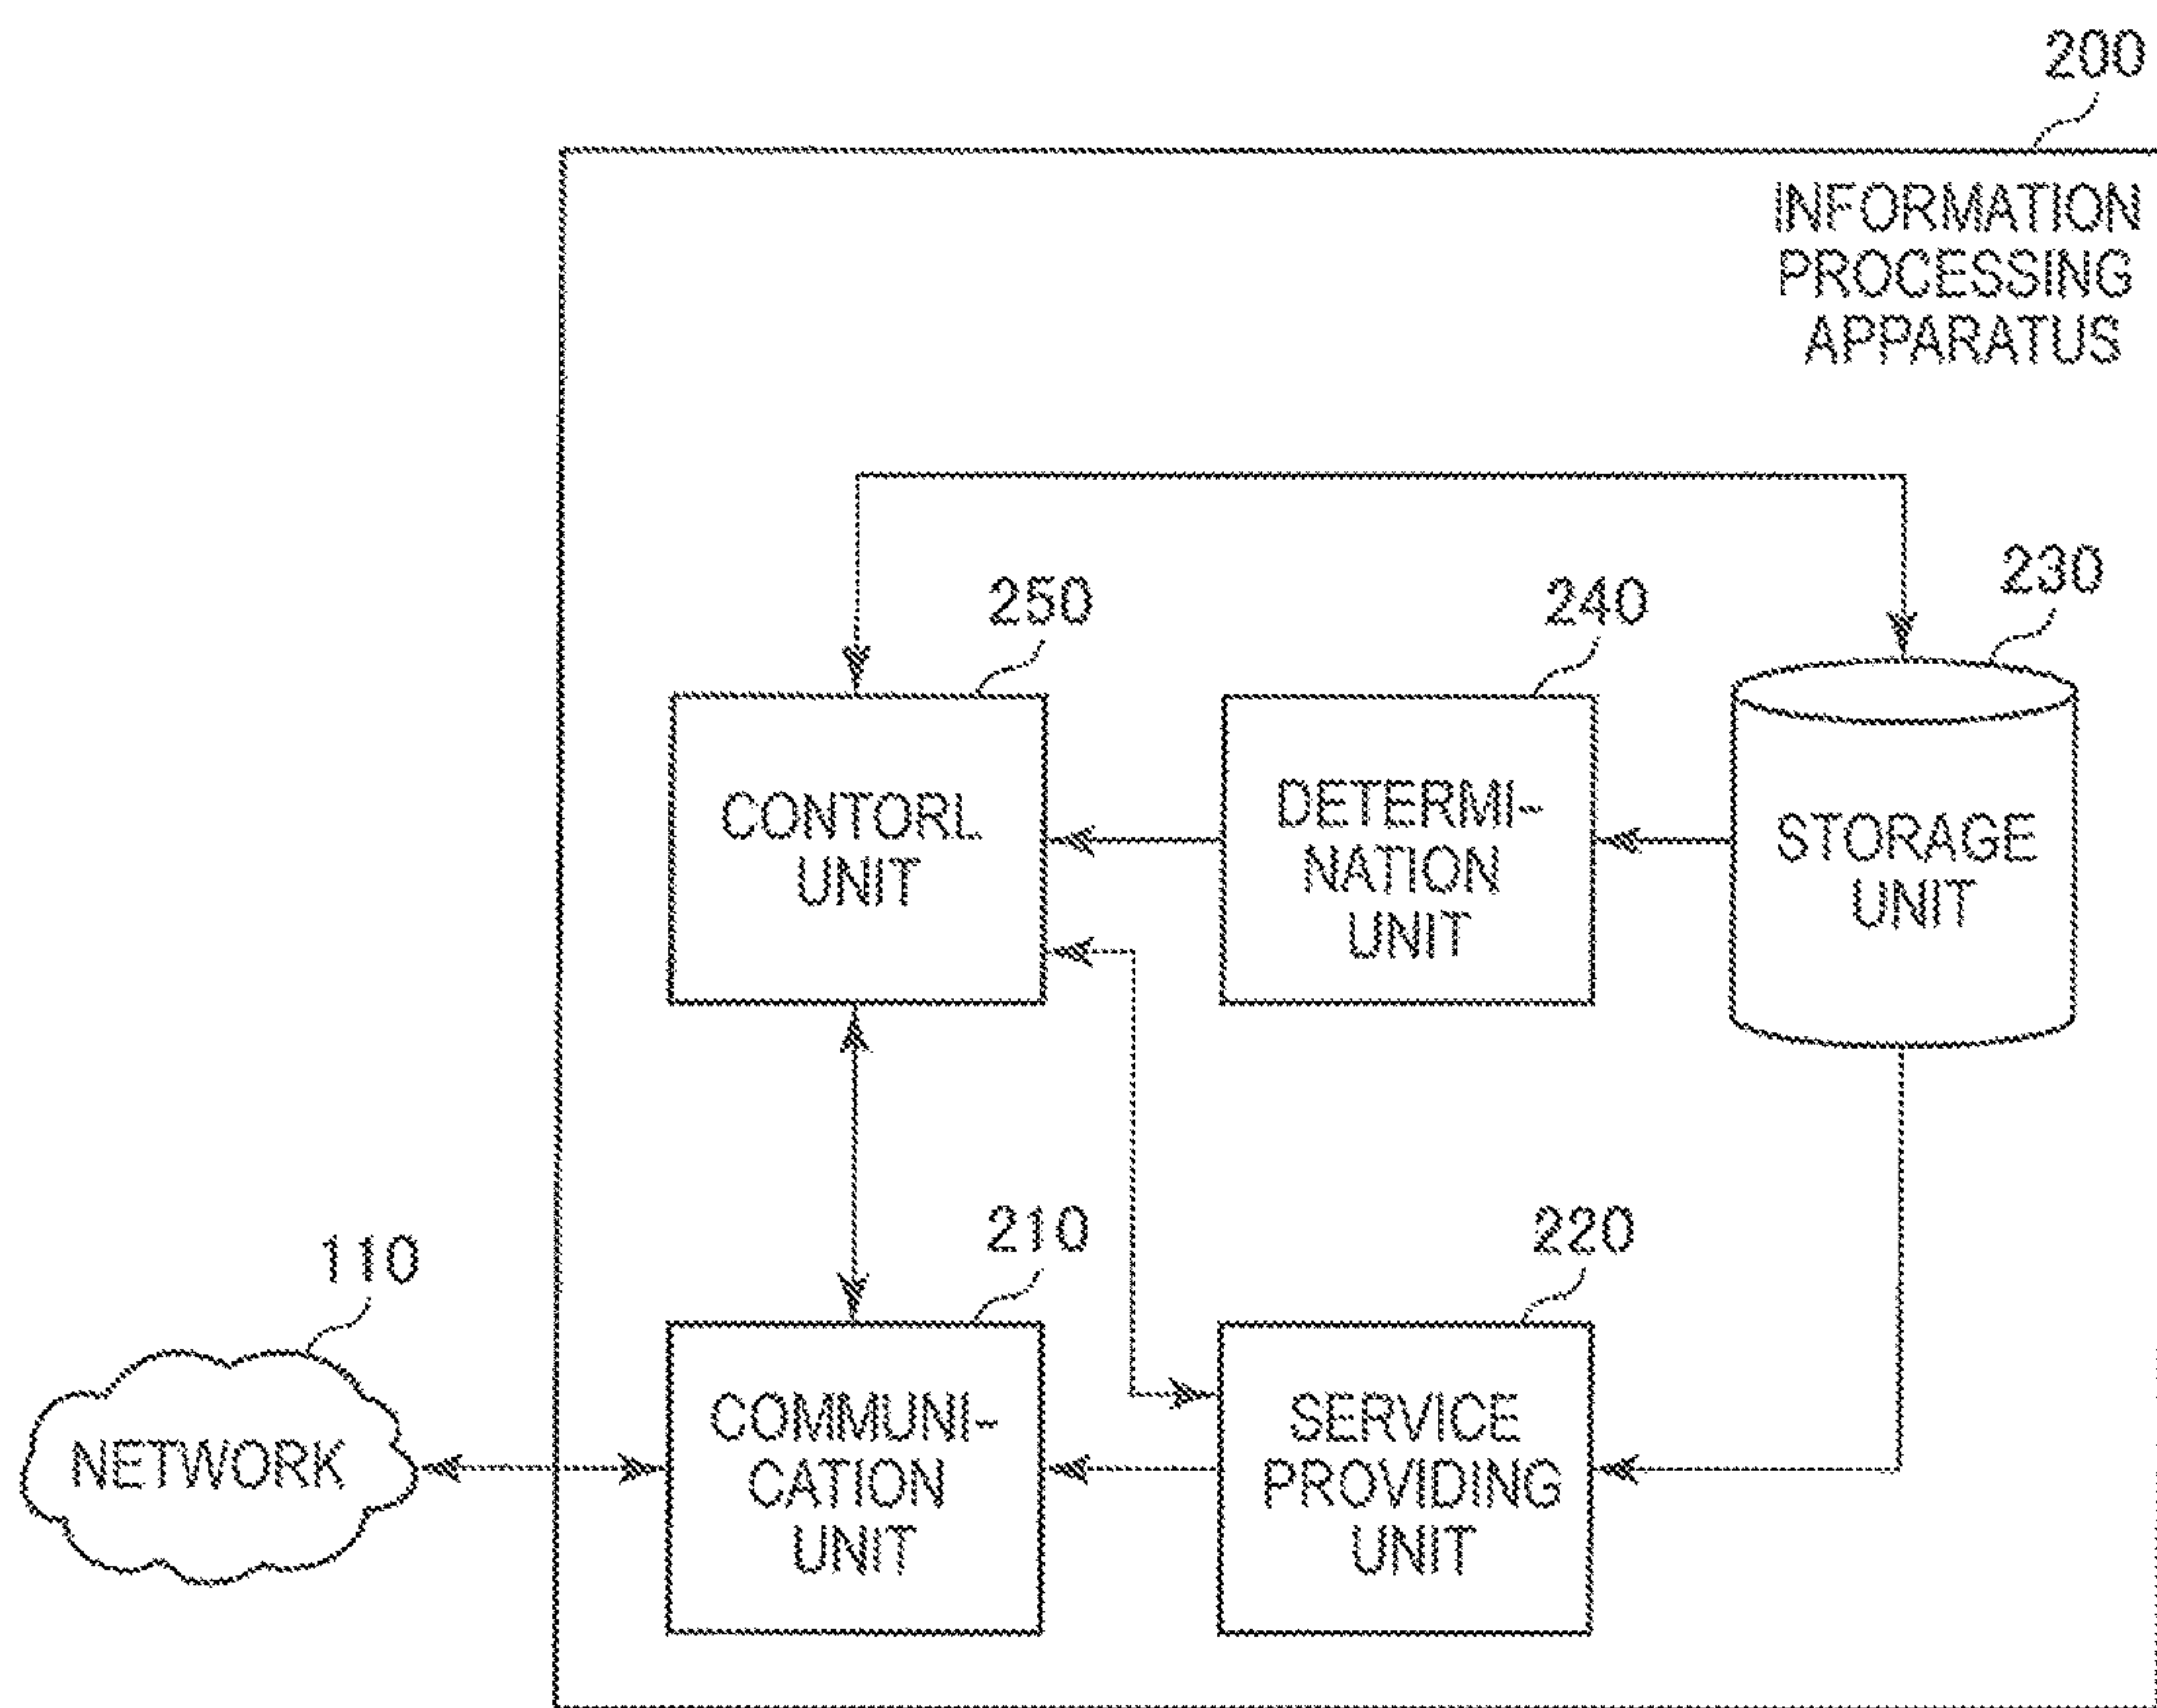 200
INFORMATION
PROCESSING
APPARATUS
250
240
230
CONTORL
UNIT
DETERMI-
NATION
UNIT
STORAGE
UNIT
110
210
220
NETWORK
COMMUNI-
CATION
UNIT
SERVICE
PROVIDING
UNIT